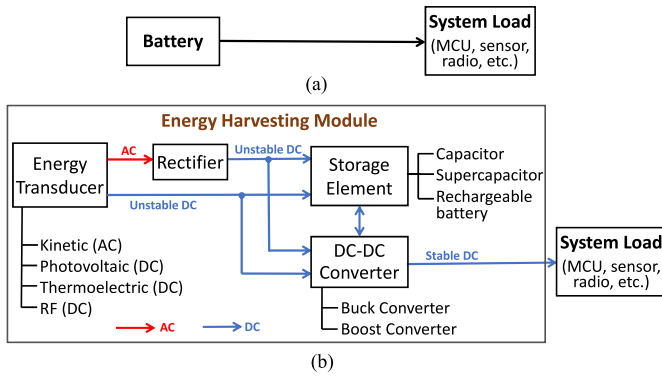 Battery
System Load
(MCU, sensor,
radio, etc.)
(a)
Energy Harvesting Module
Energy
Transducer
AC
Rectifier
Unstable DC
Unstable DC
Storage
Element
Capacitor
Supercapacitor
Rechargeable
battery
Kinetic (AC)
Photovoltaic (DC)
Thermoelectric (DC)
RF (DC)
DC-DC
Converter
Stable DC
System Load
(MCU, sensor,
radio, etc.)
Buck Converter
Boost Converter
AC
DC
(b)